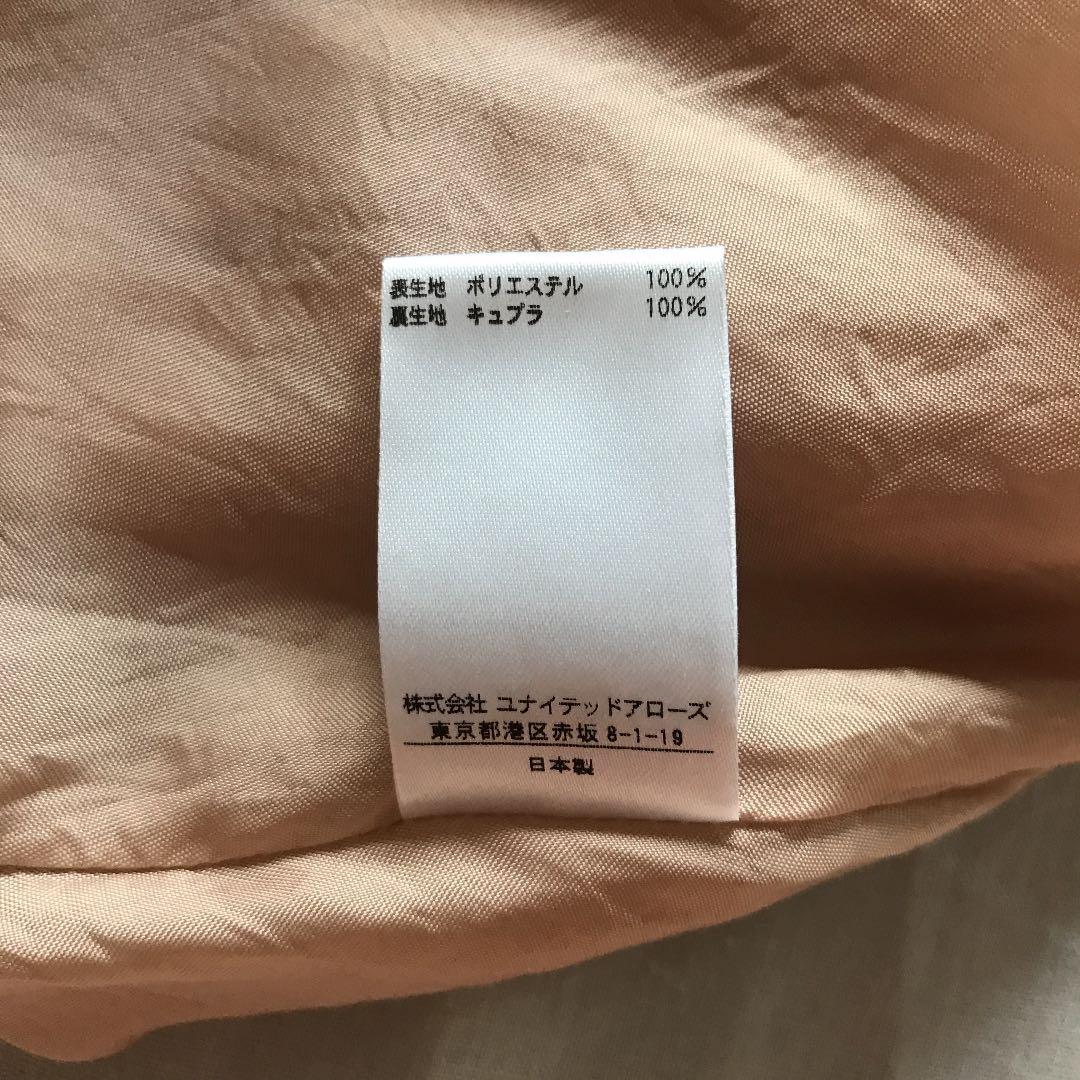 表生地 ポリエステル 100%
裏生地 キュプラ 100%
株式会社 ユナイテッドアローズ
東京都港区赤坂 8-1-19
日本製